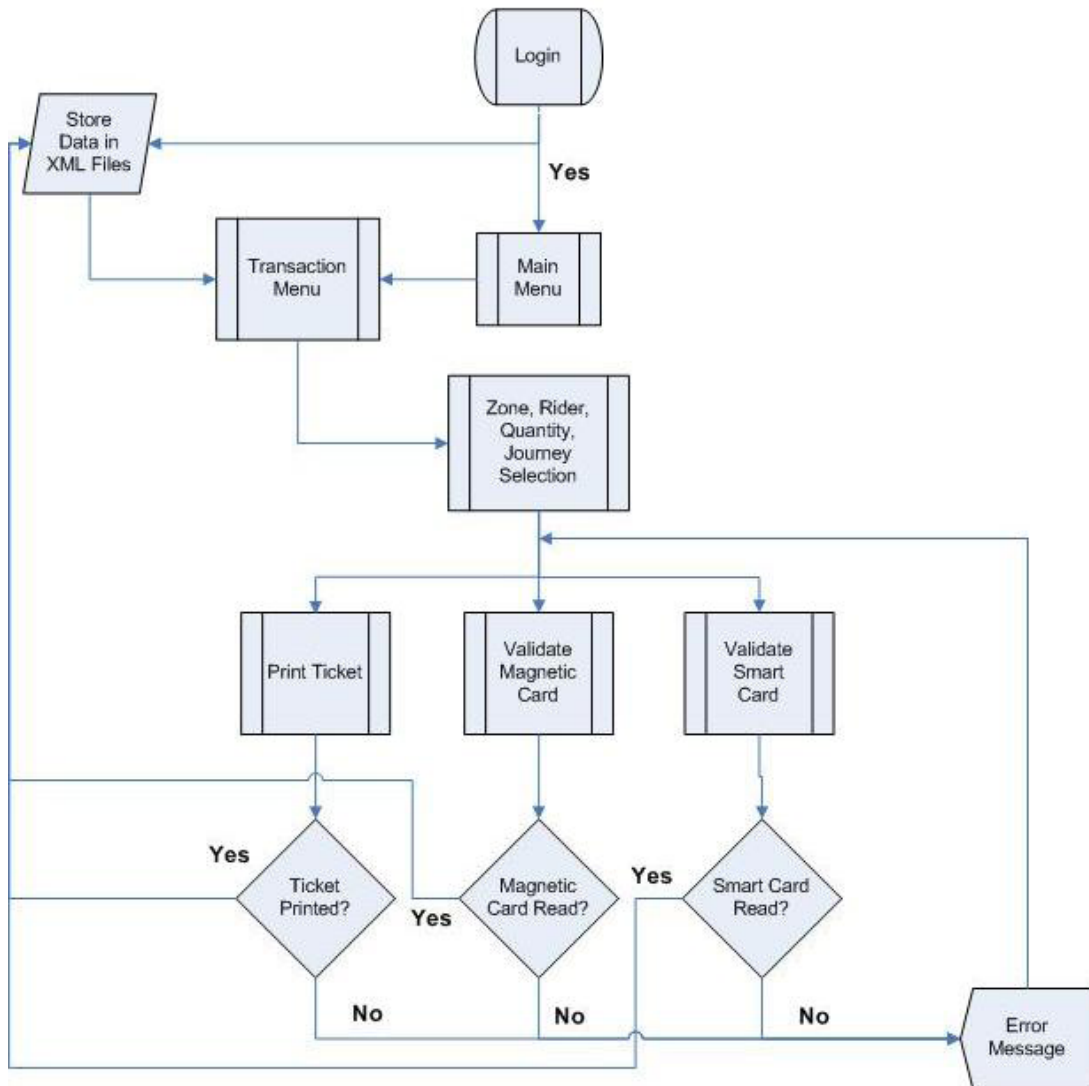 Login
Store
Data in
XML Files
Yes
Transaction
Menu
Main
Menu
Zone, Rider,
Quantity,
Journey
Selection
Print Ticket
Validate
Magnetic
Card
Validate
Smart
Card
Yes
Ticket
Printed?
Yes
Magnetic
Card Read?
Yes
Smart Card
Read?
No
No
No
Error
Message